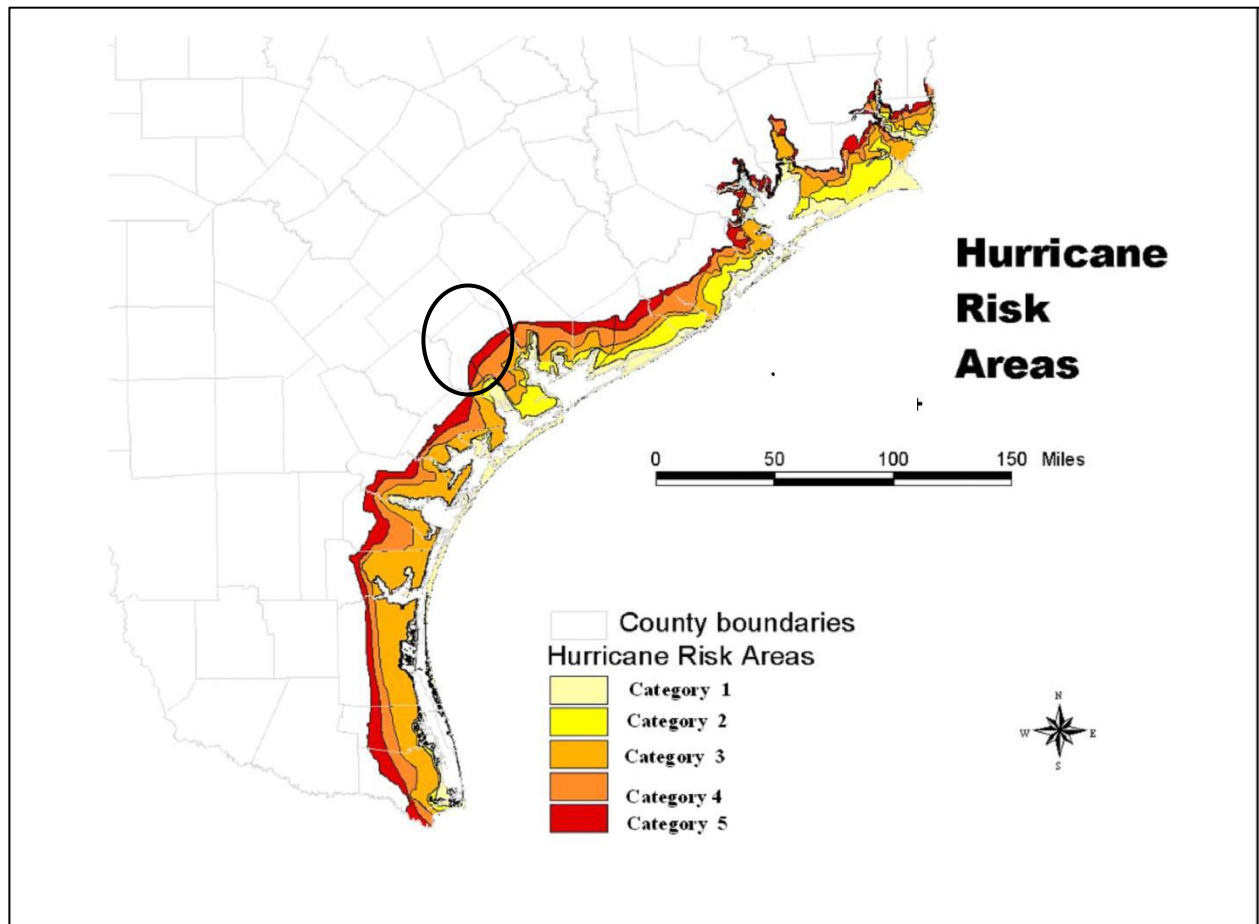 Hurricane
Risk
Areas
0 50 100 150 Miles
County boundaries
Hurricane Risk Areas
Category 1
Category 2
Category 3
Category 4
Category 5
N
W E
S